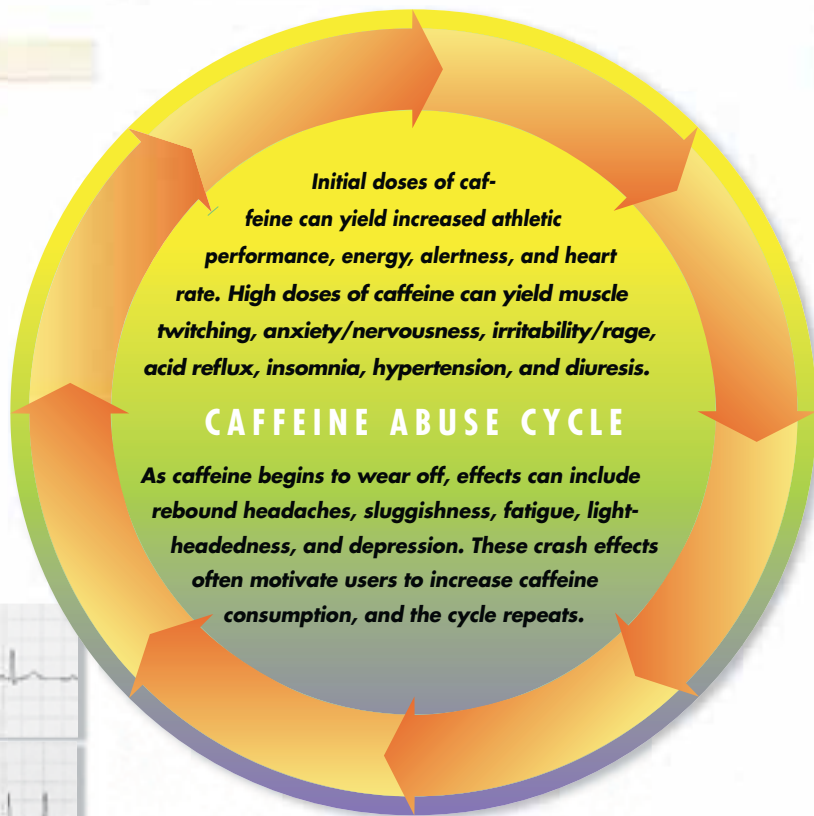 Initial doses of caf-
feine can yield increased athletic
performance, energy, alertness, and heart
rate. High doses of caffeine can yield muscle
twitching, anxiety/nervousness, irritability/rage,
acid reflux, insomnia, hypertension, and diuresis.
CAFFEINE ABUSE CYCLE
As caffeine begins to wear off, effects can include
rebound headaches, sluggishness, fatigue, light-
headedness, and depression. These crash effects
often motivate users to increase caffeine
consumption, and the cycle repeats.